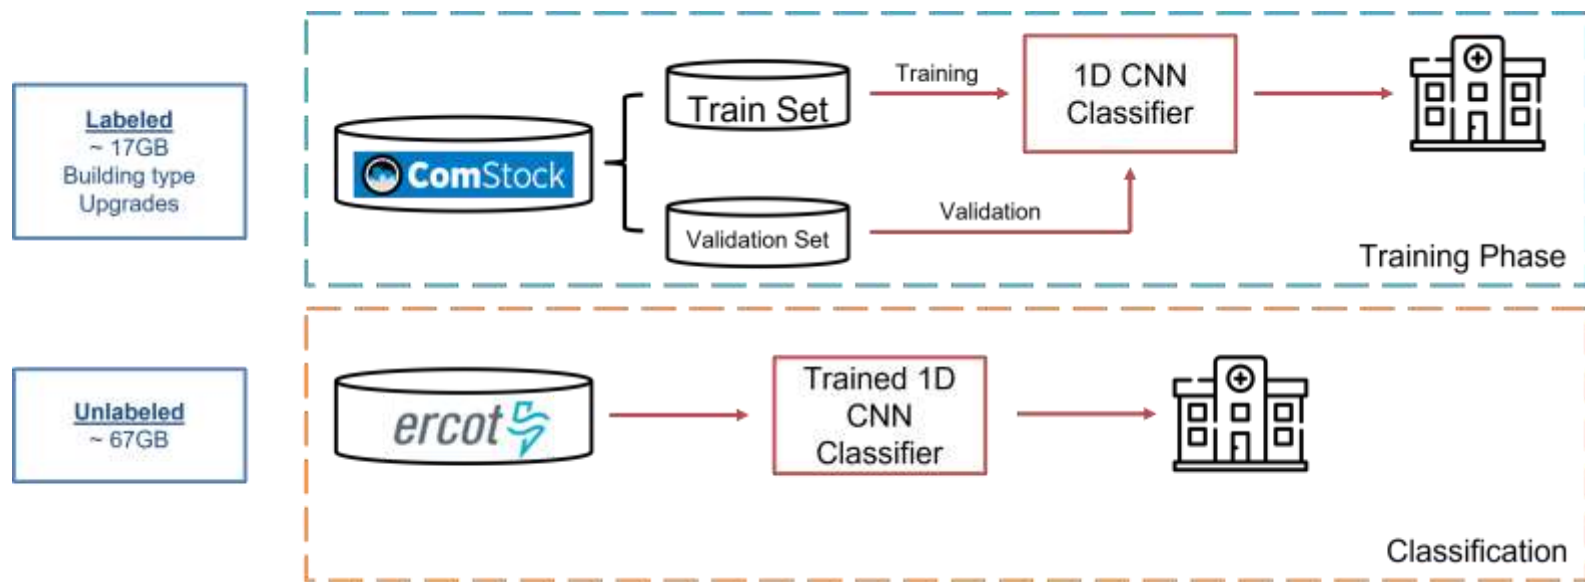 Labeled
~ 17GB
Building type
Upgrades
ComStock
Train Set
Validation Set
Training
Validation
1D CNN
Classifier
Training Phase
Unlabeled
~ 67GB
ercot
Trained 1D
CNN
Classifier
Classification